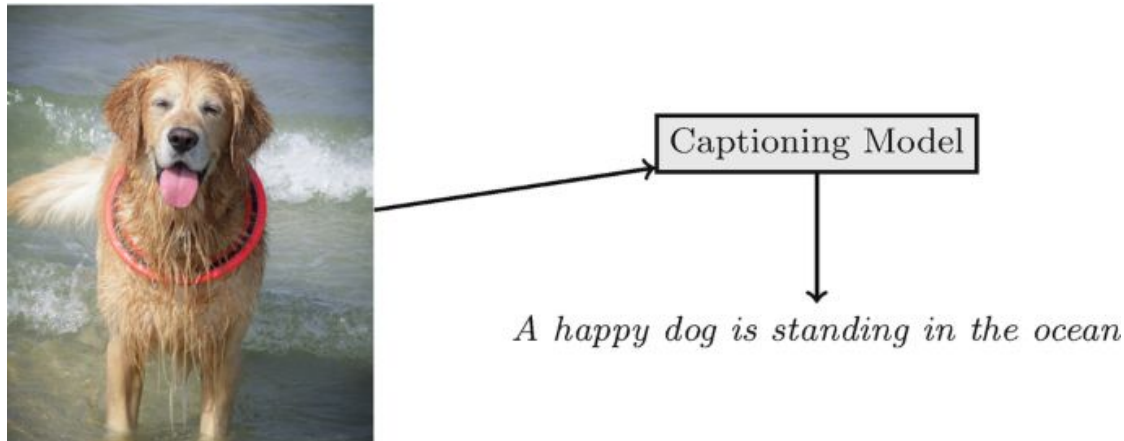 Captioning Model
A happy dog is standing in the ocean